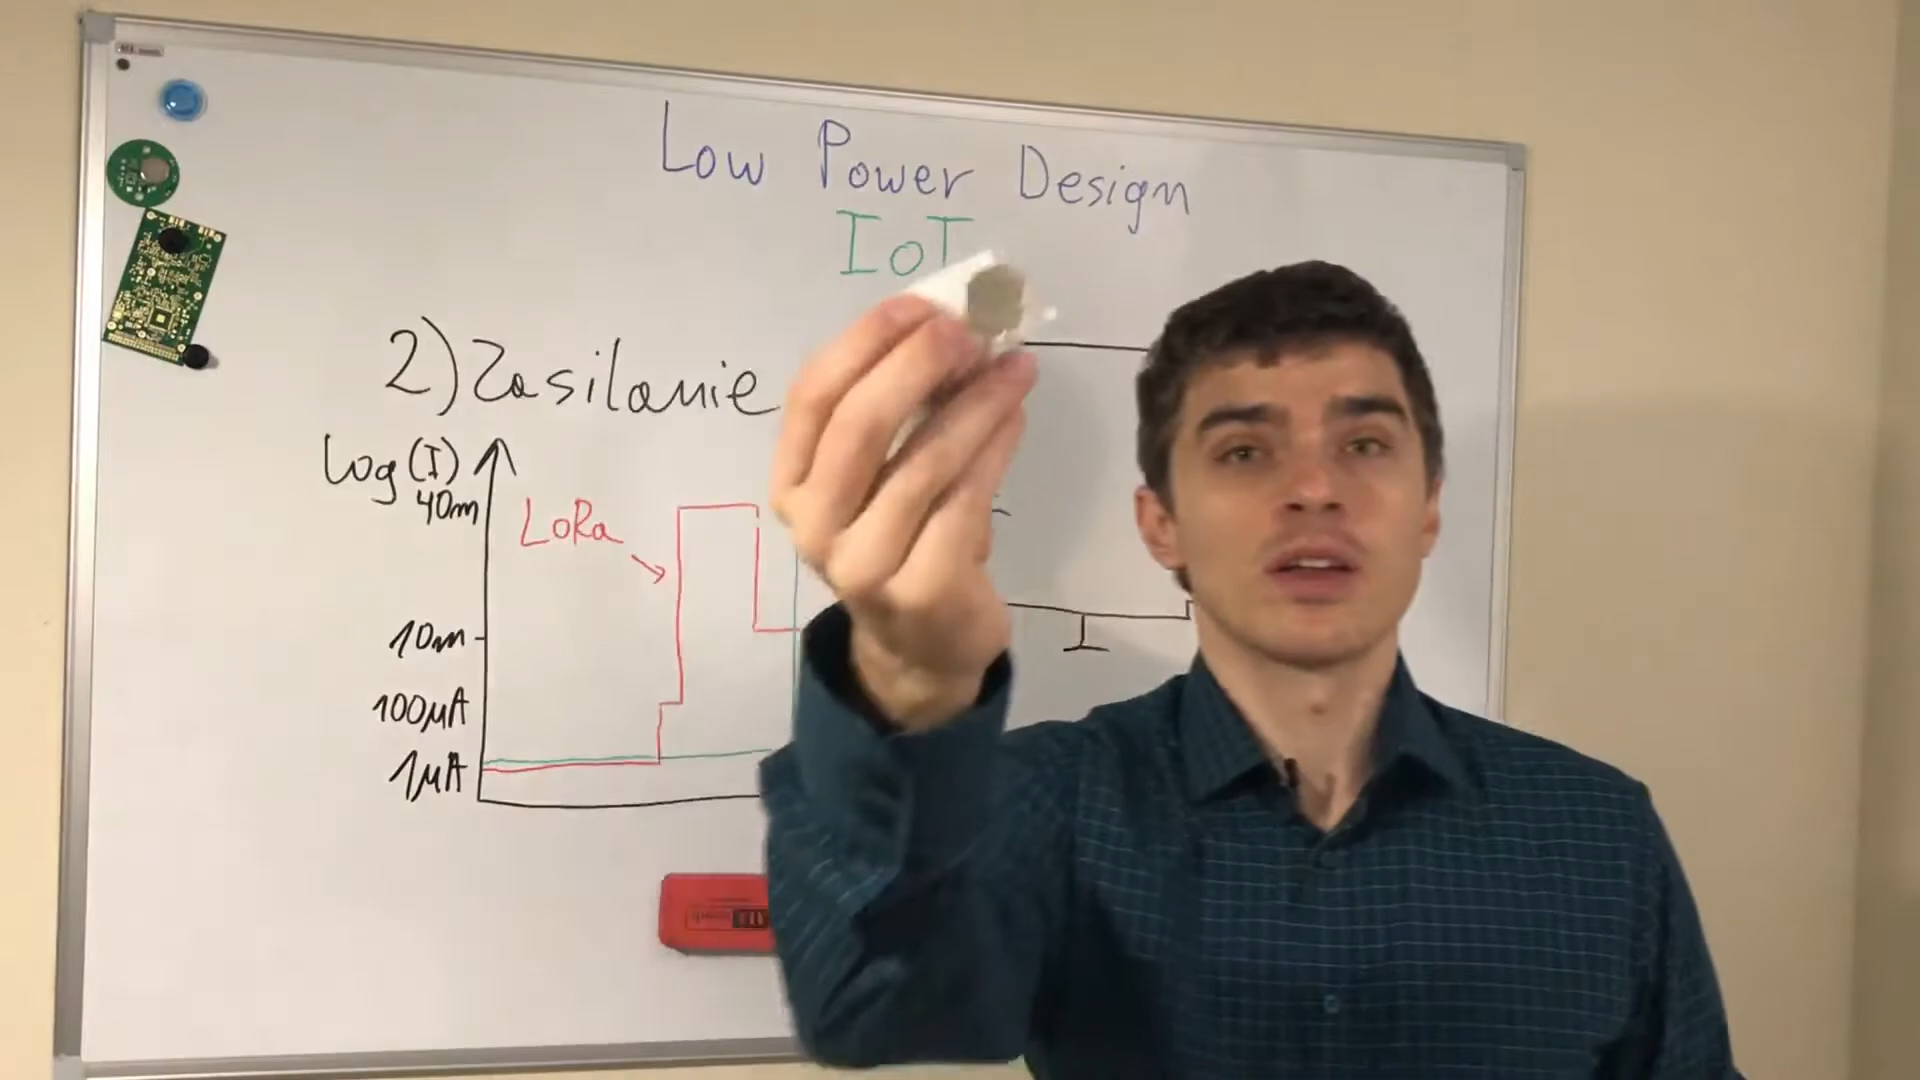 Low Power Design
IoT
2) Zasilanie
log(I)
40m
LoRa
10m
100µA
1µA